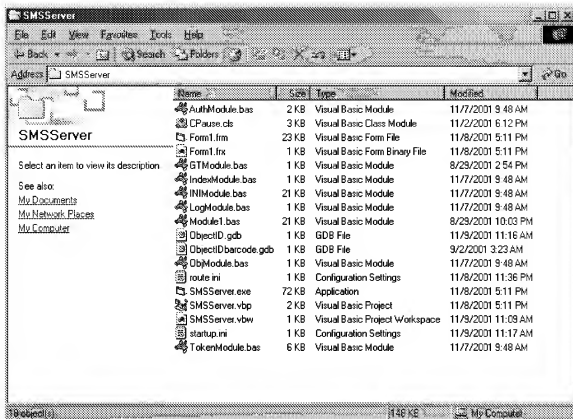 SMSServer
File Edit View Favorites Tools Help
Back Search Folders
Address SMSServer Go
Name Size Type Modified
AuthModule.bas 2 KB Visual Basic Module 11/7/2001 9:48 AM
CPause.cls 3 KB Visual Basic Class Module 11/2/2001 6:12 PM
Form1.frm 23 KB Visual Basic Form File 11/8/2001 5:11 PM
Form1.frx 1 KB Visual Basic Form Binary File 11/8/2001 5:11 PM
SMSServer
GTModule.bas 1 KB Visual Basic Module 8/29/2001 2:54 PM
IndexModule.bas 1 KB Visual Basic Module 11/7/2001 9:48 AM
Select an item to view its description.
INIModule.bas 21 KB Visual Basic Module 11/7/2001 9:48 AM
LogModule.bas 1 KB Visual Basic Module 11/7/2001 9:48 AM
See also:
Module1.bas 21 KB Visual Basic Module 8/29/2001 10:03 PM
My Documents
ObjectID.gdb 1 KB GDB File 11/9/2001 11:16 AM
My Network Places
ObjectIDbarcode.gdb 1 KB GDB File 9/2/2001 3:23 AM
My Computer
ObjModule.bas 1 KB Visual Basic Module 11/7/2001 9:48 AM
route.ini 1 KB Configuration Settings 11/8/2001 11:36 PM
SMSServer.exe 72 KB Application 11/8/2001 5:11 PM
SMSServer.vbp 2 KB Visual Basic Project 11/8/2001 5:11 PM
SMSServer.vbw 1 KB Visual Basic Project Workspace 11/9/2001 11:09 AM
startup.ini 1 KB Configuration Settings 11/9/2001 11:17 AM
TokenModule.bas 6 KB Visual Basic Module 11/7/2001 9:48 AM
18 object(s) 148 KB My Computer